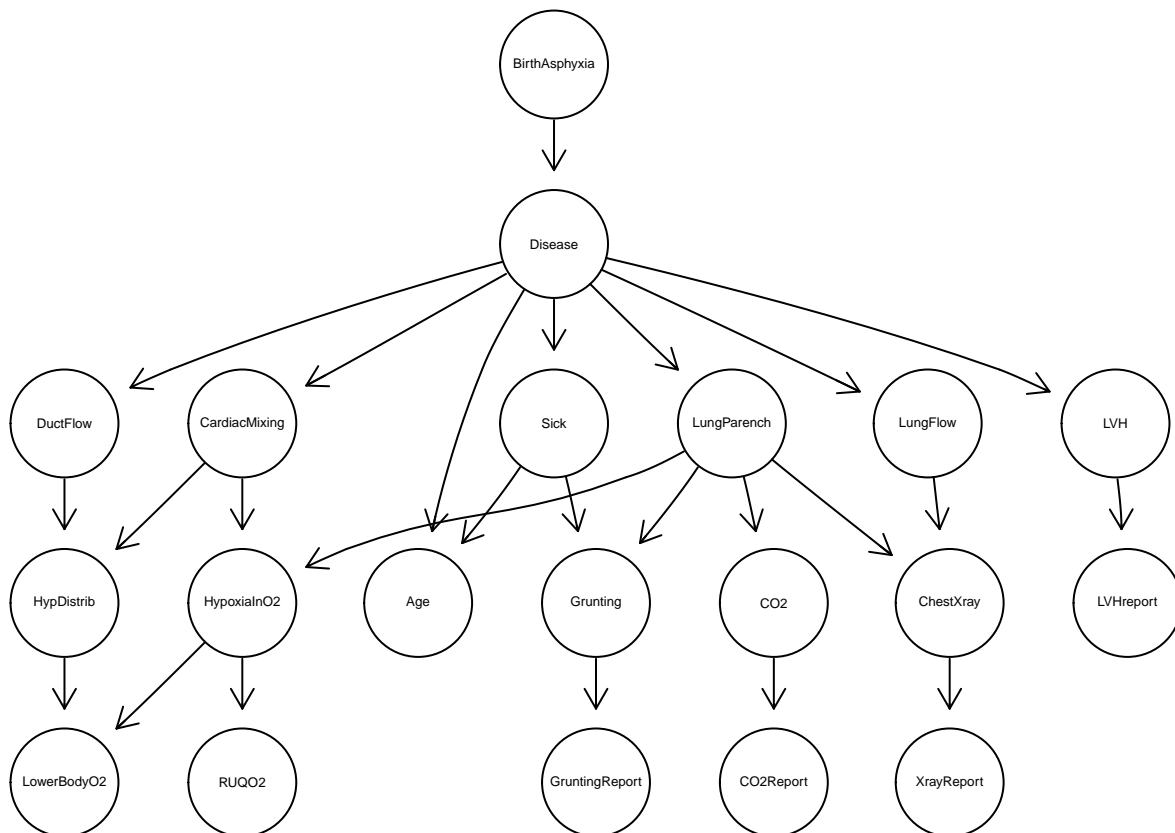 BirthAsphyxia
Disease
DuctFlow
CardiacMixing
Sick
LungParench
LungFlow
LVH
HypDistrib
HypoxiaInO2
Age
Grunting
CO2
ChestXray
LVHreport
LowerBodyO2
RUQO2
GruntingReport
CO2Report
XrayReport